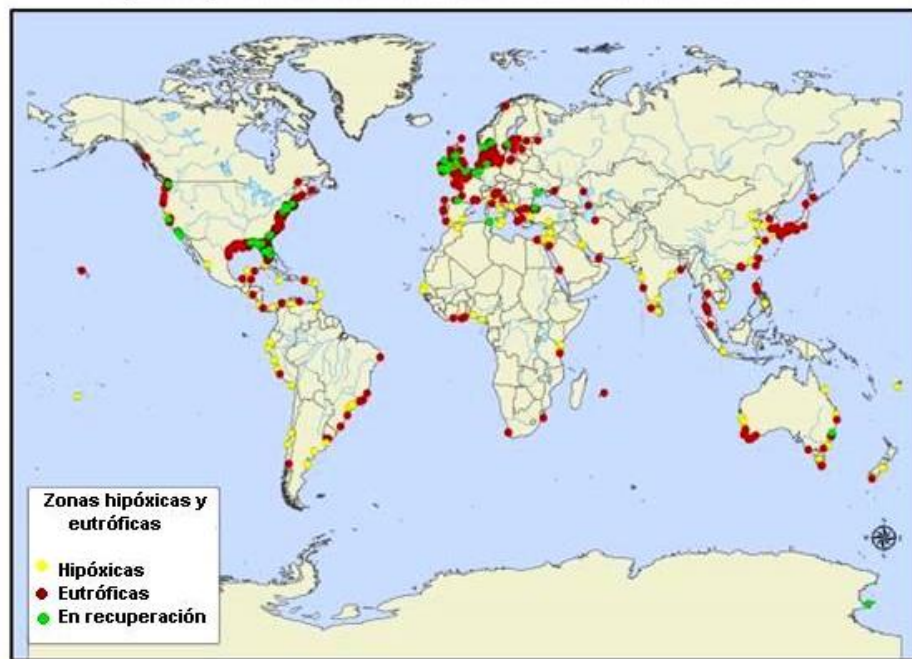 Zonas hipóxicas y
eutróficas
Hipóxicas
Eutróficas
En recuperación